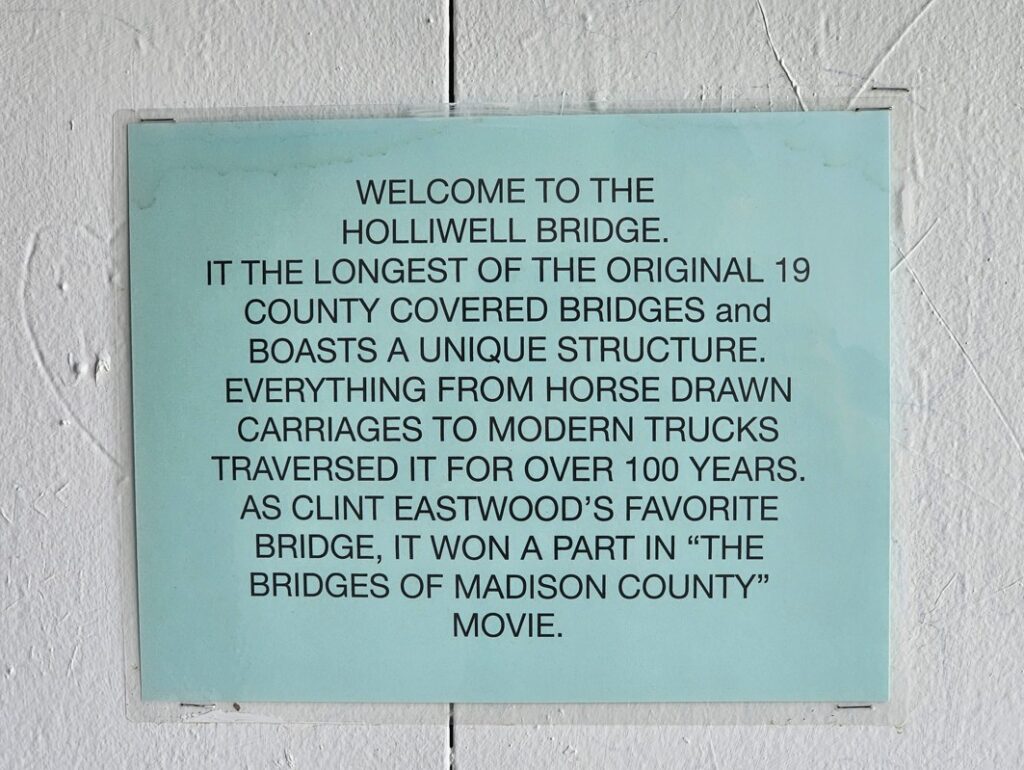 WELCOME TO THE
HOLLIWELL BRIDGE.
IT THE LONGEST OF THE ORIGINAL 19
COUNTY COVERED BRIDGES and
BOASTS A UNIQUE STRUCTURE.
EVERYTHING FROM HORSE DRAWN
CARRIAGES TO MODERN TRUCKS
TRAVERSED IT FOR OVER 100 YEARS.
AS CLINT EASTWOOD’S FAVORITE
BRIDGE, IT WON A PART IN “THE
BRIDGES OF MADISON COUNTY”
MOVIE.